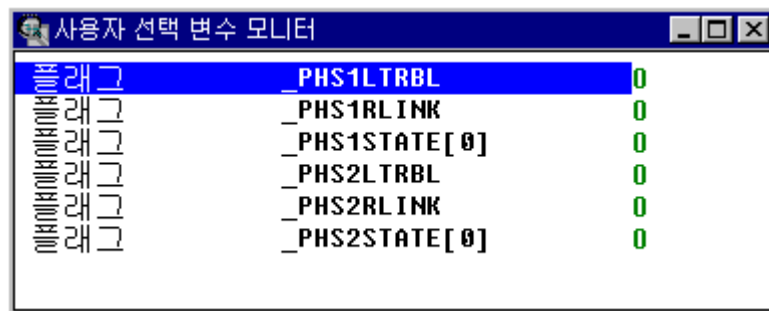 사용자 선택 변수 모니터
플래그 _PHS1LTRBL 0
플래그 _PHS1RLINK 0
플래그 _PHS1STATE[0] 0
플래그 _PHS2LTRBL 0
플래그 _PHS2RLINK 0
플래그 _PHS2STATE[0] 0